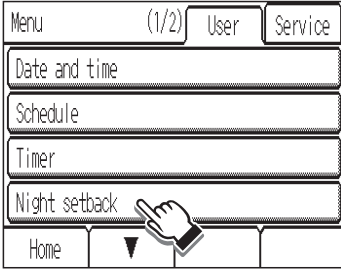 Menu (1/2) User Service
Date and time
Schedule
Timer
Night setback
Home ▼